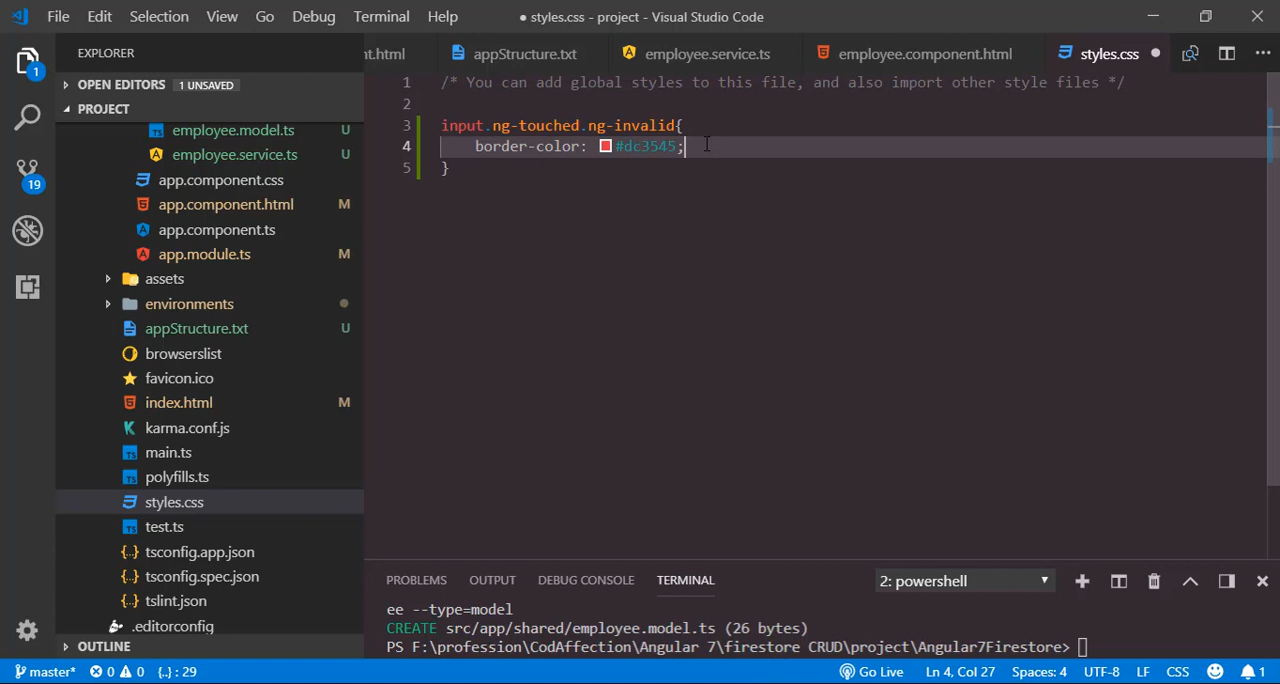 File Edit Selection View Go Debug Terminal Help
● styles.css - project - Visual Studio Code
EXPLORER
OPEN EDITORS 1 UNSAVED
PROJECT
employee.model.ts U
employee.service.ts U
app.component.css
app.component.html M
app.component.ts
app.module.ts M
assets
environments
appStructure.txt U
browserslist
favicon.ico
index.html M
karma.conf.js
main.ts
polyfills.ts
styles.css
test.ts
tsconfig.app.json
tsconfig.spec.json
tslint.json
.editorconfig
OUTLINE
1
19
nt.html appStructure.txt employee.service.ts employee.component.html styles.css
1 /* You can add global styles to this file, and also import other style files */
2
3 input.ng-touched.ng-invalid{
4 border-color: #dc3545;
5 }
PROBLEMS OUTPUT DEBUG CONSOLE TERMINAL 2: powershell
ee --type=model
CREATE src/app/shared/employee.model.ts (26 bytes)
PS F:\profession\CodAffection\Angular 7\firestore CRUD\project\Angular7Firestore>
master* 0 0 {..} : 29 Go Live Ln 4, Col 27 Spaces: 4 UTF-8 LF CSS 1